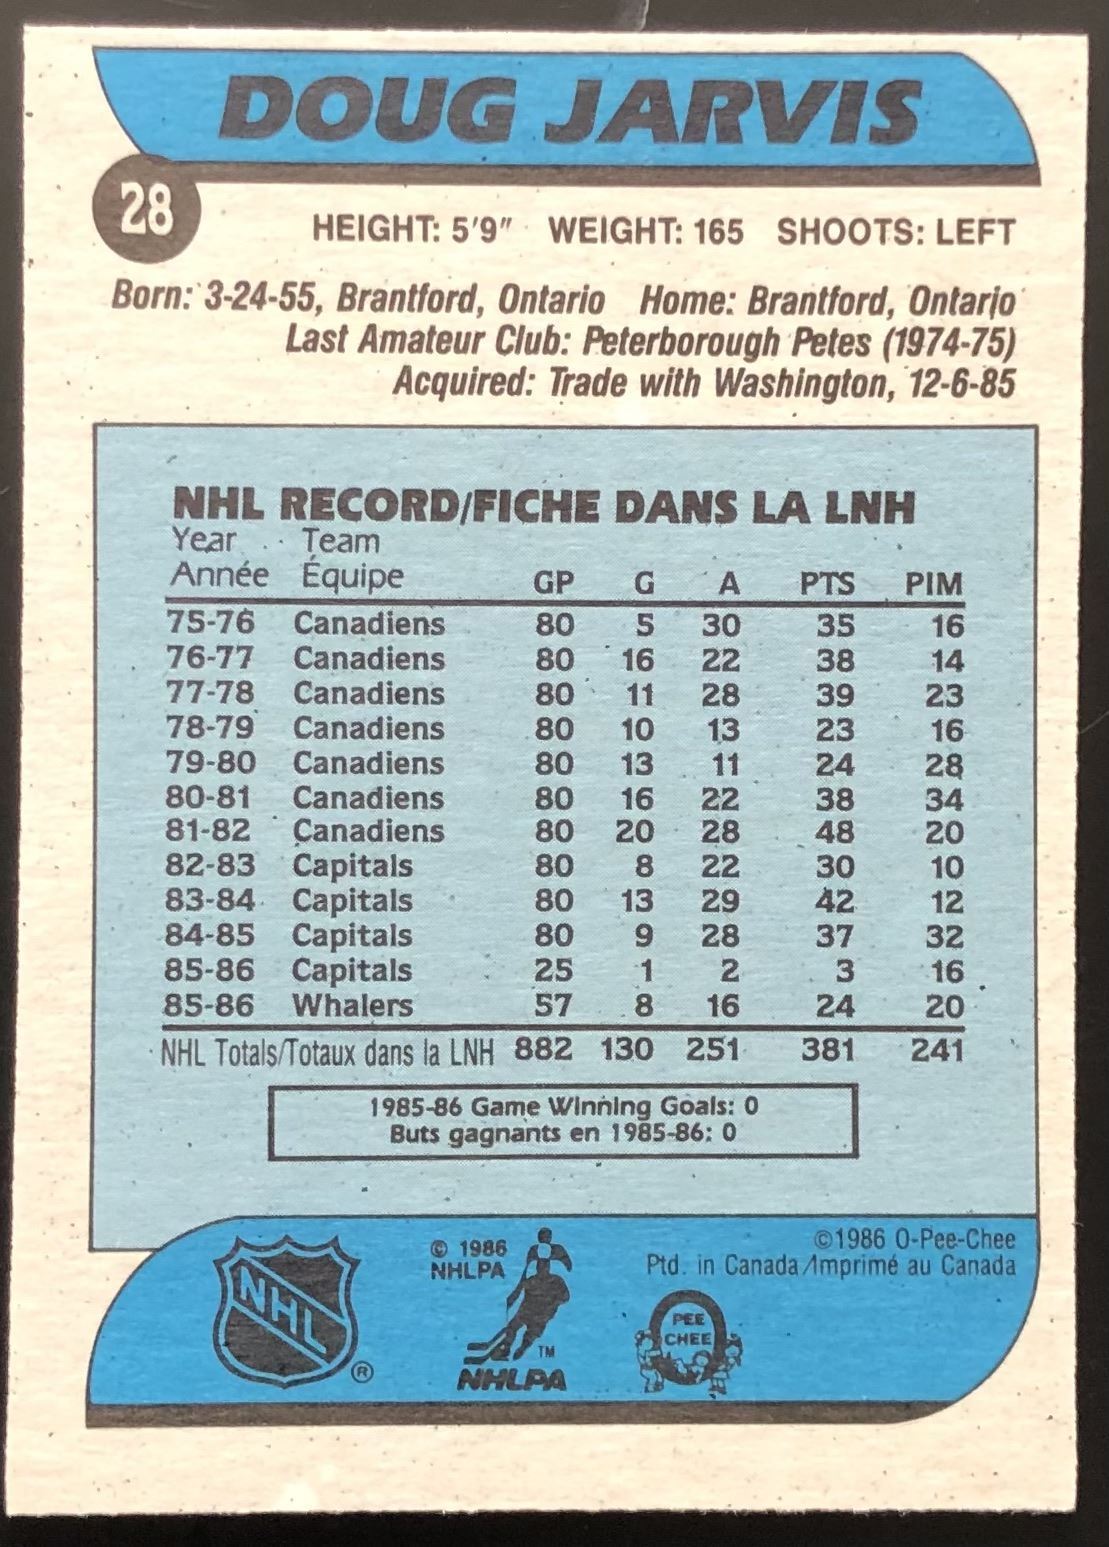 DOUG JARVIS
28
HEIGHT: 5'9" WEIGHT: 165 SHOOTS: LEFT
Born: 3-24-55, Brantford, Ontario Home: Brantford, Ontario
Last Amateur Club: Peterborough Petes (1974-75)
Acquired: Trade with Washington, 12-6-85
NHL RECORD/FICHE DANS LA LNH
Year Team
Année Équipe GP G A PTS PIM
75-76 Canadiens 80 5 30 35 16
76-77 Canadiens 80 16 22 38 14
77-78 Canadiens 80 11 28 39 23
78-79 Canadiens 80 10 13 23 16
79-80 Canadiens 80 13 11 24 28
80-81 Canadiens 80 16 22 38 34
81-82 Canadiens 80 20 28 48 20
82-83 Capitals 80 8 22 30 10
83-84 Capitals 80 13 29 42 12
84-85 Capitals 80 9 28 37 32
85-86 Capitals 25 1 2 3 16
85-86 Whalers 57 8 16 24 20
NHL Totals/Totaux dans la LNH 882 130 251 381 241
1985-86 Game Winning Goals: 0
Buts gagnants en 1985-86: 0
NHL ®
© 1986
NHLPA
TM
NHLPA
©1986 O-Pee-Chee
Ptd. in Canada/Imprimé au Canada
PEE
CHEE